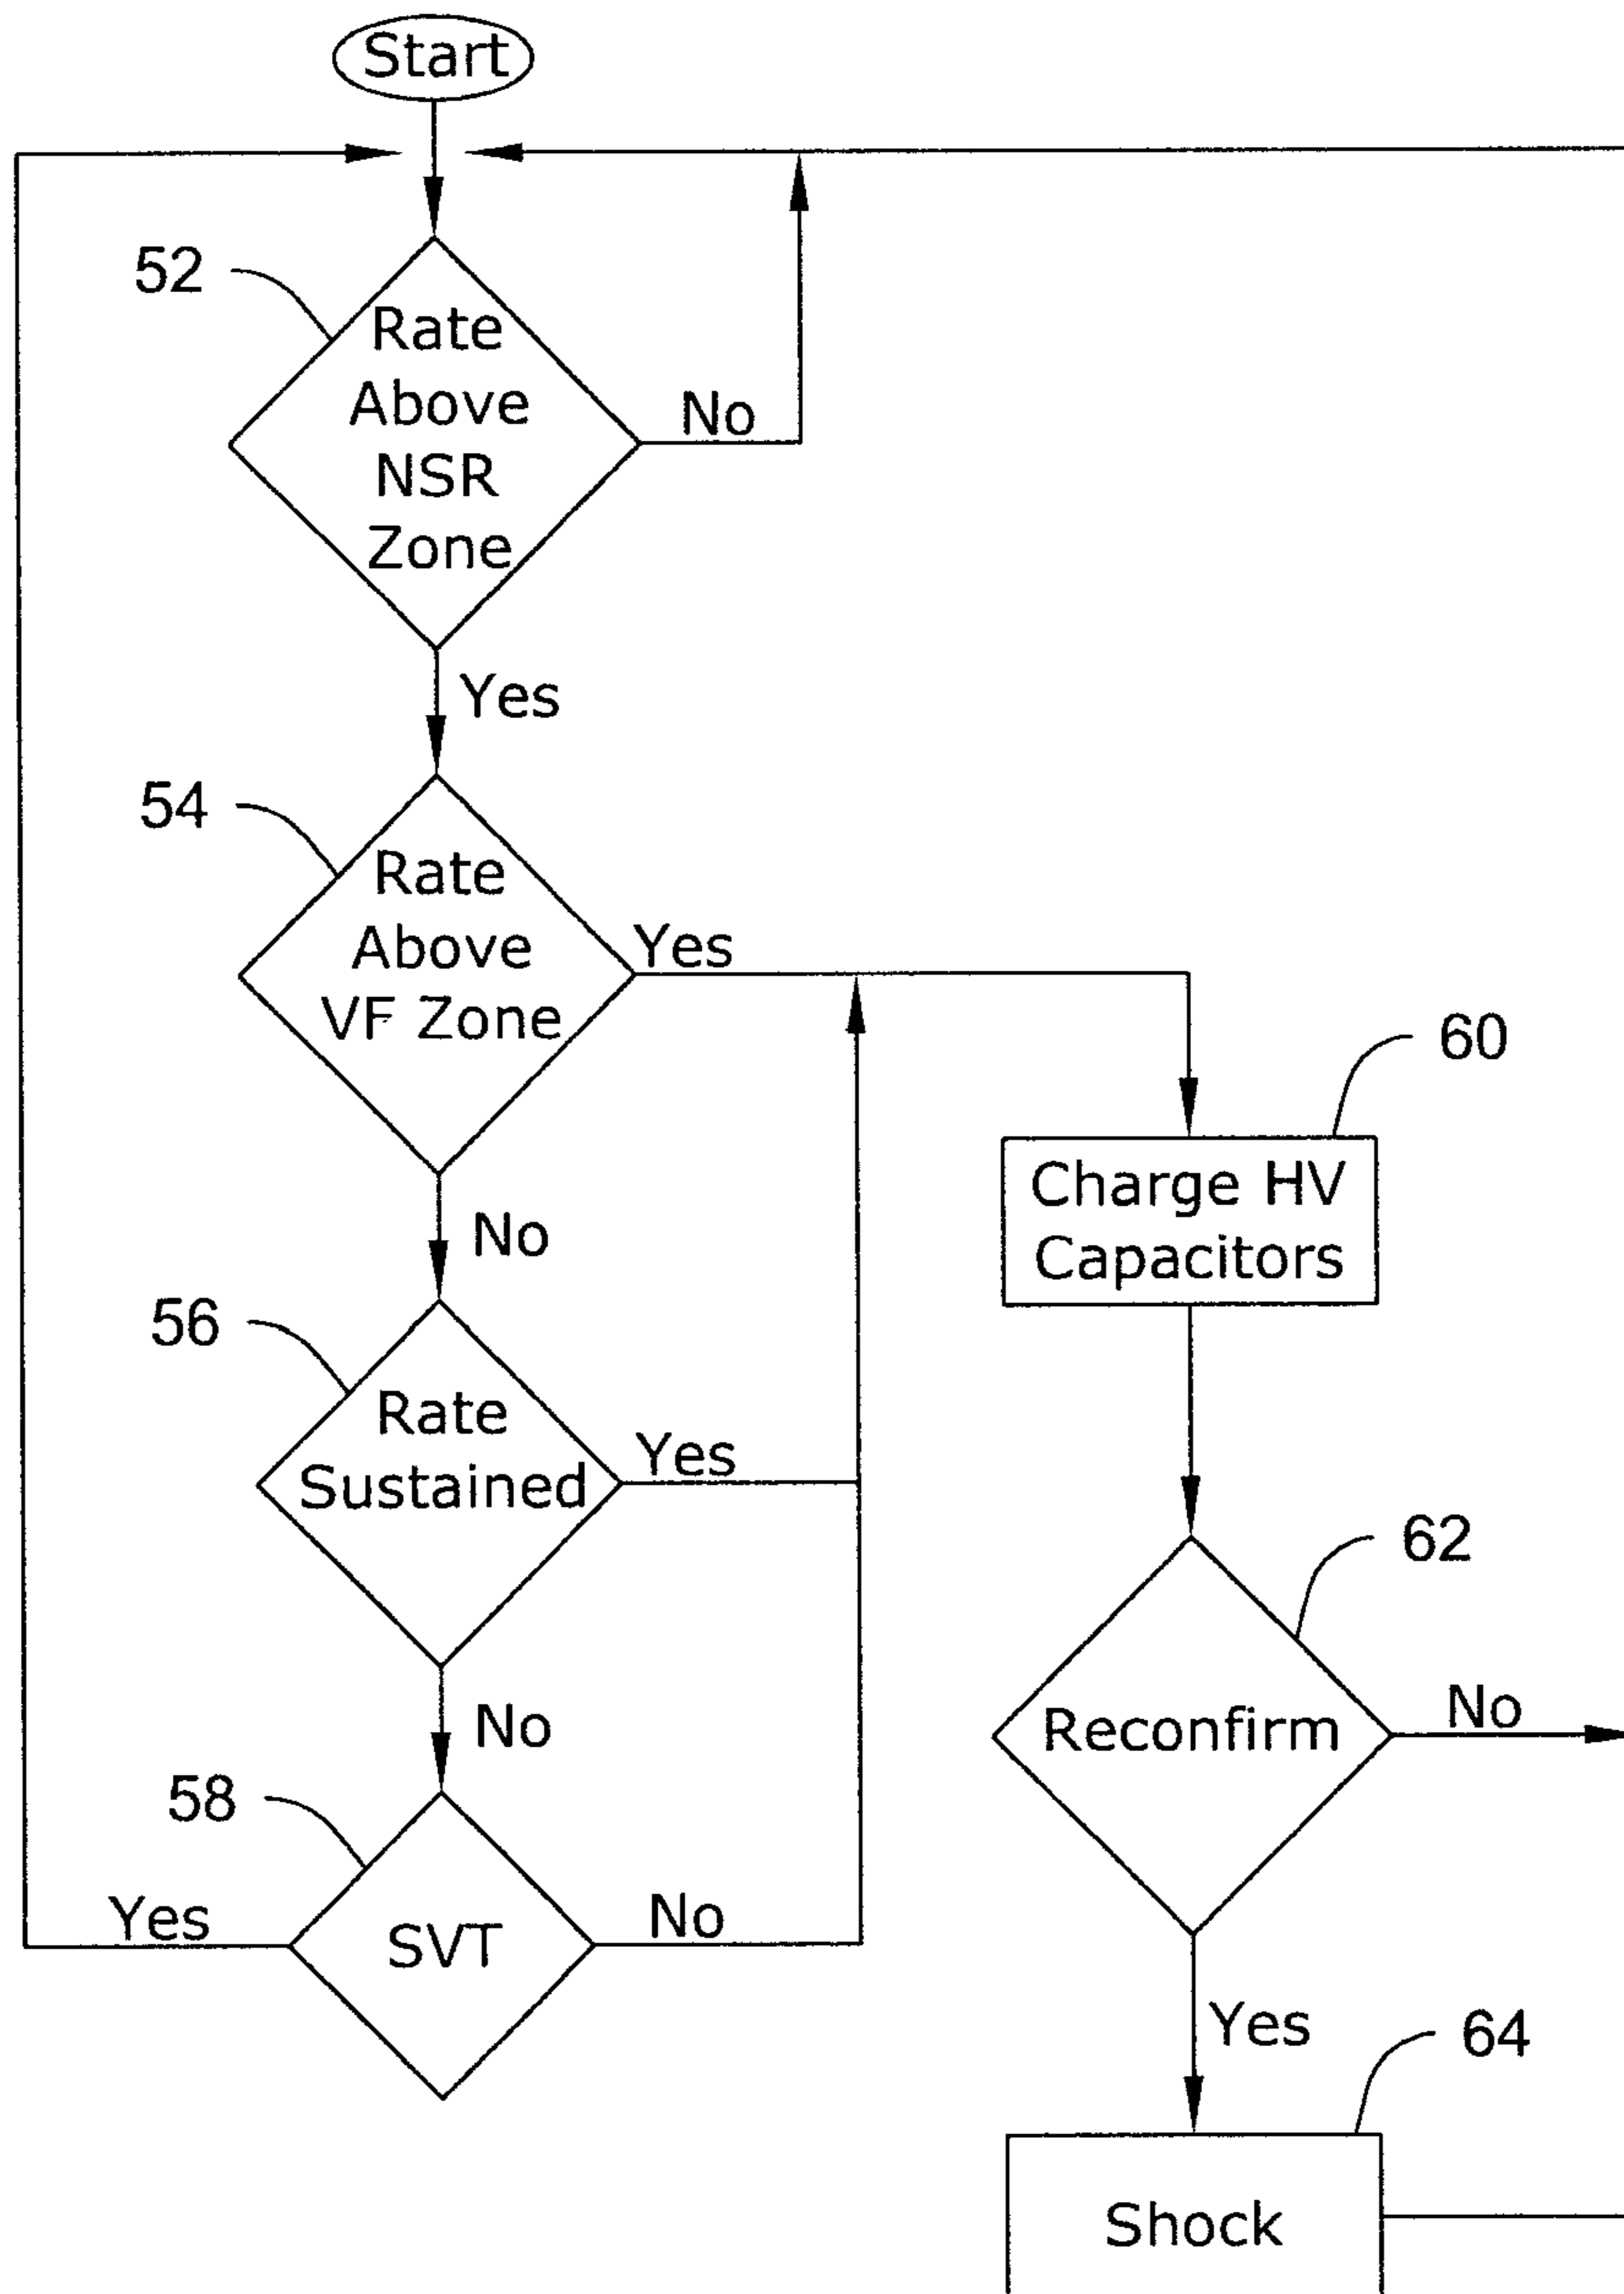 Start
52
Rate
Above
NSR
Zone
No
Yes
54
Rate
Above
VF Zone
Yes
60
Charge HV
Capacitors
No
56
Rate
Sustained
Yes
62
Reconfirm
No
No
58
SVT
Yes
No
Yes
64
Shock